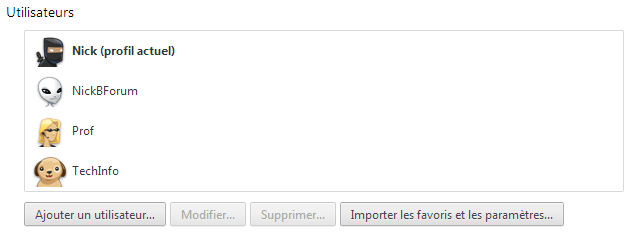 Utilisateurs
Nick (profil actuel)
NickBForum
Prof
TechInfo
Ajouter un utilisateur... Modifier... Supprimer... Importer les favoris et les paramètres...